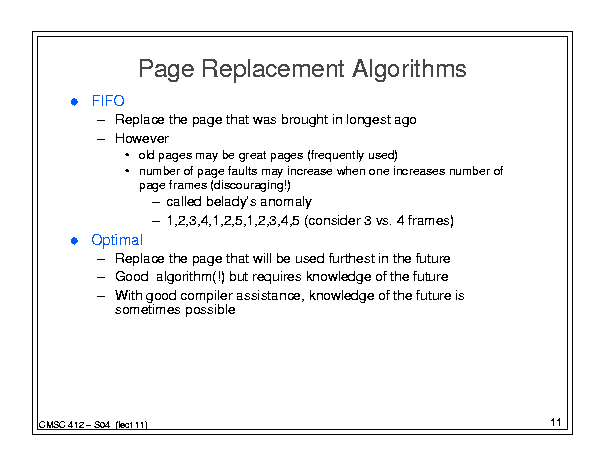 Page Replacement Algorithms
● FIFO
– Replace the page that was brought in longest ago
– However
• old pages may be great pages (frequently used)
• number of page faults may increase when one increases number of
page frames (discouraging!)
– called belady's anomaly
– 1,2,3,4,1,2,5,1,2,3,4,5 (consider 3 vs. 4 frames)
● Optimal
– Replace the page that will be used furthest in the future
– Good algorithm(!) but requires knowledge of the future
– With good compiler assistance, knowledge of the future is
sometimes possible
CMSC 412 – S04 (lect 11)
11